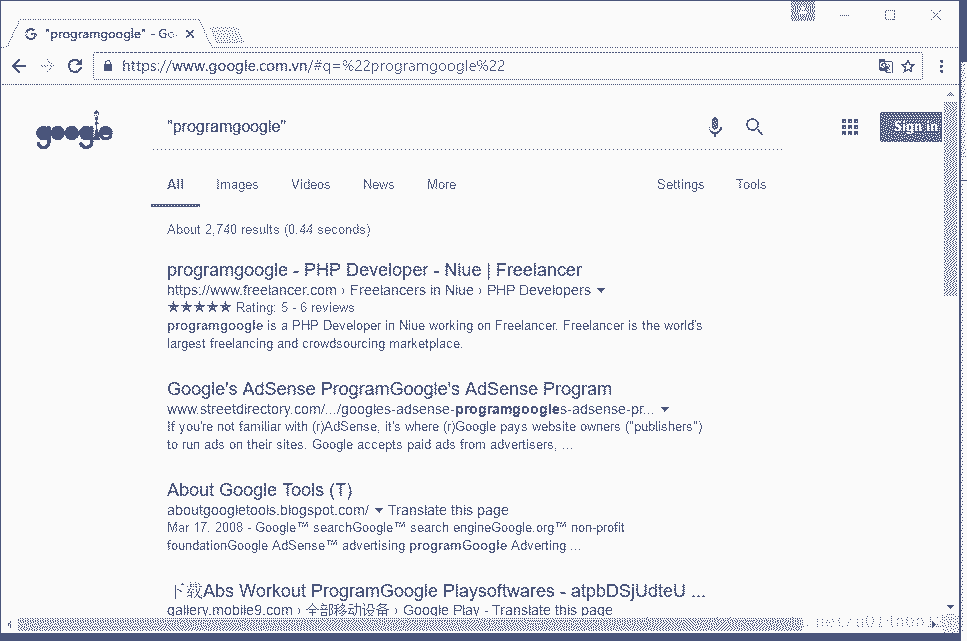 "programgoogle" - Go
https://www.google.com.vn/#q=%22programgoogle%22
google
"programgoogle"
Sign in
All Images Videos News More Settings Tools
About 2,740 results (0.44 seconds)
programgoogle - PHP Developer - Niue | Freelancer
https://www.freelancer.com › Freelancers in Niue › PHP Developers
★★★★★ Rating: 5 - 6 reviews
programgoogle is a PHP Developer in Niue working on Freelancer. Freelancer is the world's
largest freelancing and crowdsourcing marketplace.
Google's AdSense ProgramGoogle's AdSense Program
www.streetdirectory.com/.../googles-adsense-programgoogles-adsense-pr...
If you're not familiar with (r)AdSense, it's where (r)Google pays website owners ("publishers")
to run ads on their sites. Google accepts paid ads from advertisers, ...
About Google Tools (T)
aboutgoogletools.blogspot.com/ Translate this page
Mar 17, 2008 - Google™ searchGoogle™ search engineGoogle.org™ non-profit
foundationGoogle AdSense™ advertising programGoogle Adverting ...
下载Abs Workout ProgramGoogle Playsoftwares - atpbDSjUdteU ...
gallery.mobile9.com › 全部移动设备 › Google Play - Translate this page